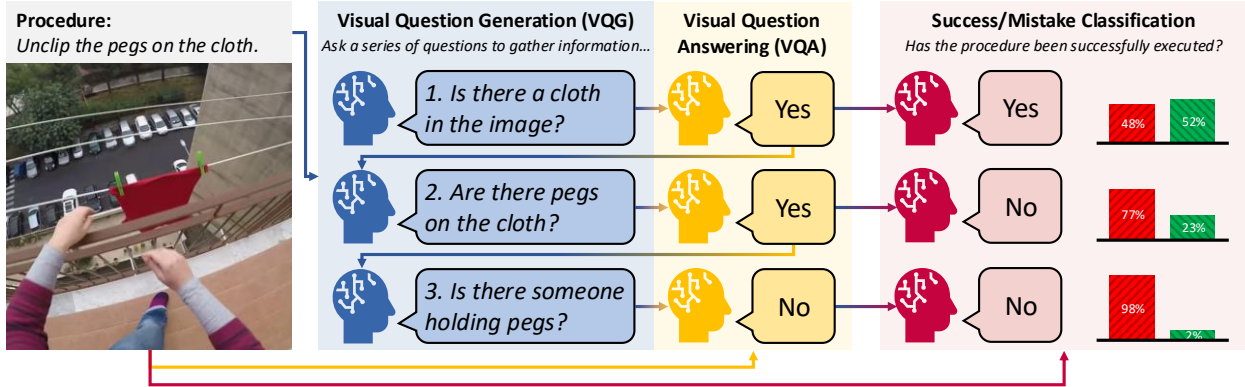 Procedure:
Unclip the pegs on the cloth.
Visual Question Generation (VQG)
Ask a series of questions to gather information…
Visual Question
Answering (VQA)
Success/Mistake Classification
Has the procedure been successfully executed?
1. Is there a cloth
in the image?
Yes
Yes
48%
52%
2. Are there pegs
on the cloth?
Yes
No
77%
23%
3. Is there someone
holding pegs?
No
No
98%
2%